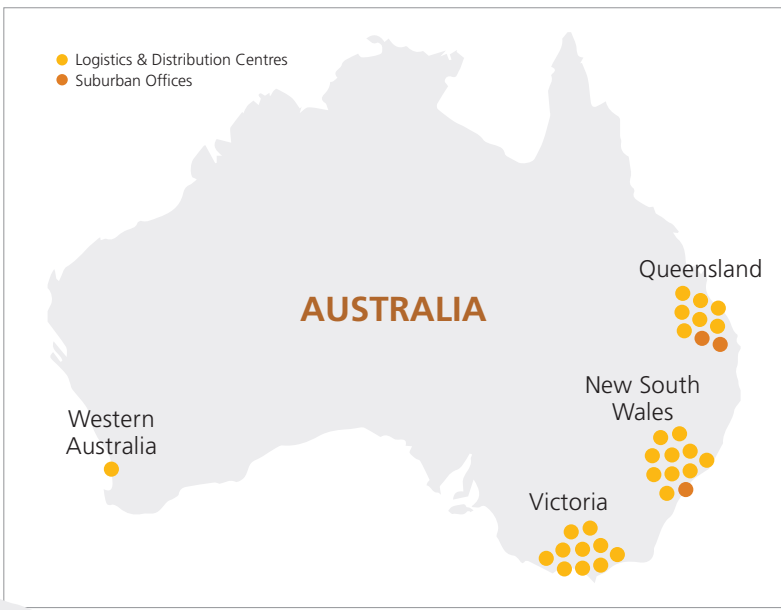 Logistics & Distribution Centres
Suburban Offices
Queensland
AUSTRALIA
New South
Wales
Western
Australia
Victoria